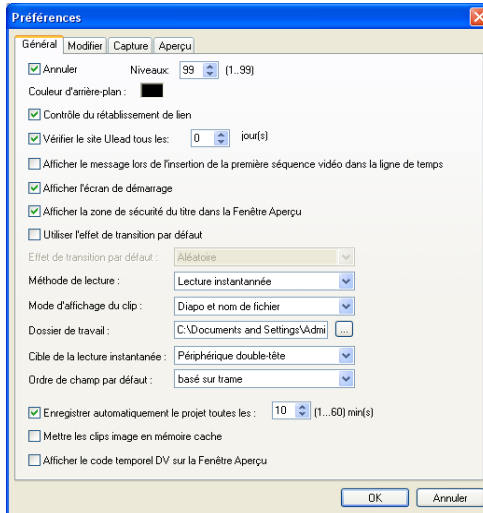 Préférences
Général Modifier Capture Aperçu
Annuler Niveaux: 99 (1..99)
Couleur d'arrière-plan :
Contrôle du rétablissement de lien
Vérifier le site Ulead tous les: 0 jour(s)
Afficher le message lors de l'insertion de la première séquence vidéo dans la ligne de temps
Afficher l'écran de démarrage
Afficher la zone de sécurité du titre dans la Fenêtre Aperçu
Utiliser l'effet de transition par défaut
Effet de transition par défaut : Aléatoire
Méthode de lecture : Lecture instantannée
Mode d'affichage du clip : Diapo et nom de fichier
Dossier de travail : C:\Documents and Settings\Admi ...
Cible de la lecture instantanée : Périphérique double-tête
Ordre de champ par défaut : basé sur trame
Enregistrer automatiquement le projet toutes les : 10 (1...60) min(s)
Mettre les clips image en mémoire cache
Afficher le code temporel DV sur la Fenêtre Aperçu
OK Annuler